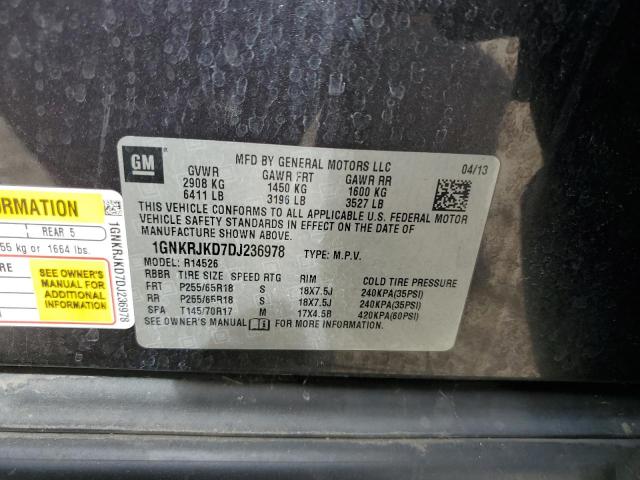 GM
MFD BY GENERAL MOTORS LLC
04/13
GVWR GAWR FRT GAWR RR
2908 KG 1450 KG 1600 KG
6411 LB 3196 LB 3527 LB
THIS VEHICLE CONFORMS TO ALL APPLICABLE U.S. FEDERAL MOTOR
VEHICLE SAFETY STANDARDS IN EFFECT ON THE DATE OF
MANUFACTURE SHOWN ABOVE.
1GNKRJKD7DJ236978 TYPE: M.P.V.
MODEL: R14526
RBBR TIRE SIZE SPEED RTG RIM COLD TIRE PRESSURE
FRT P255/65R18 S 18X7.5J 240KPA(35PSI)
RR P255/65R18 S 18X7.5J 240KPA(35PSI)
SPA T145/70R17 M 17X4.5B 420KPA(60PSI)
SEE OWNER'S MANUAL FOR MORE INFORMATION.
ORMATION
REAR 5
55 kg or 1664 lbs.
RE
SEE OWNER'S
MANUAL FOR
ADDITIONAL
INFORMATION
1GNKRJKD7DJ236978